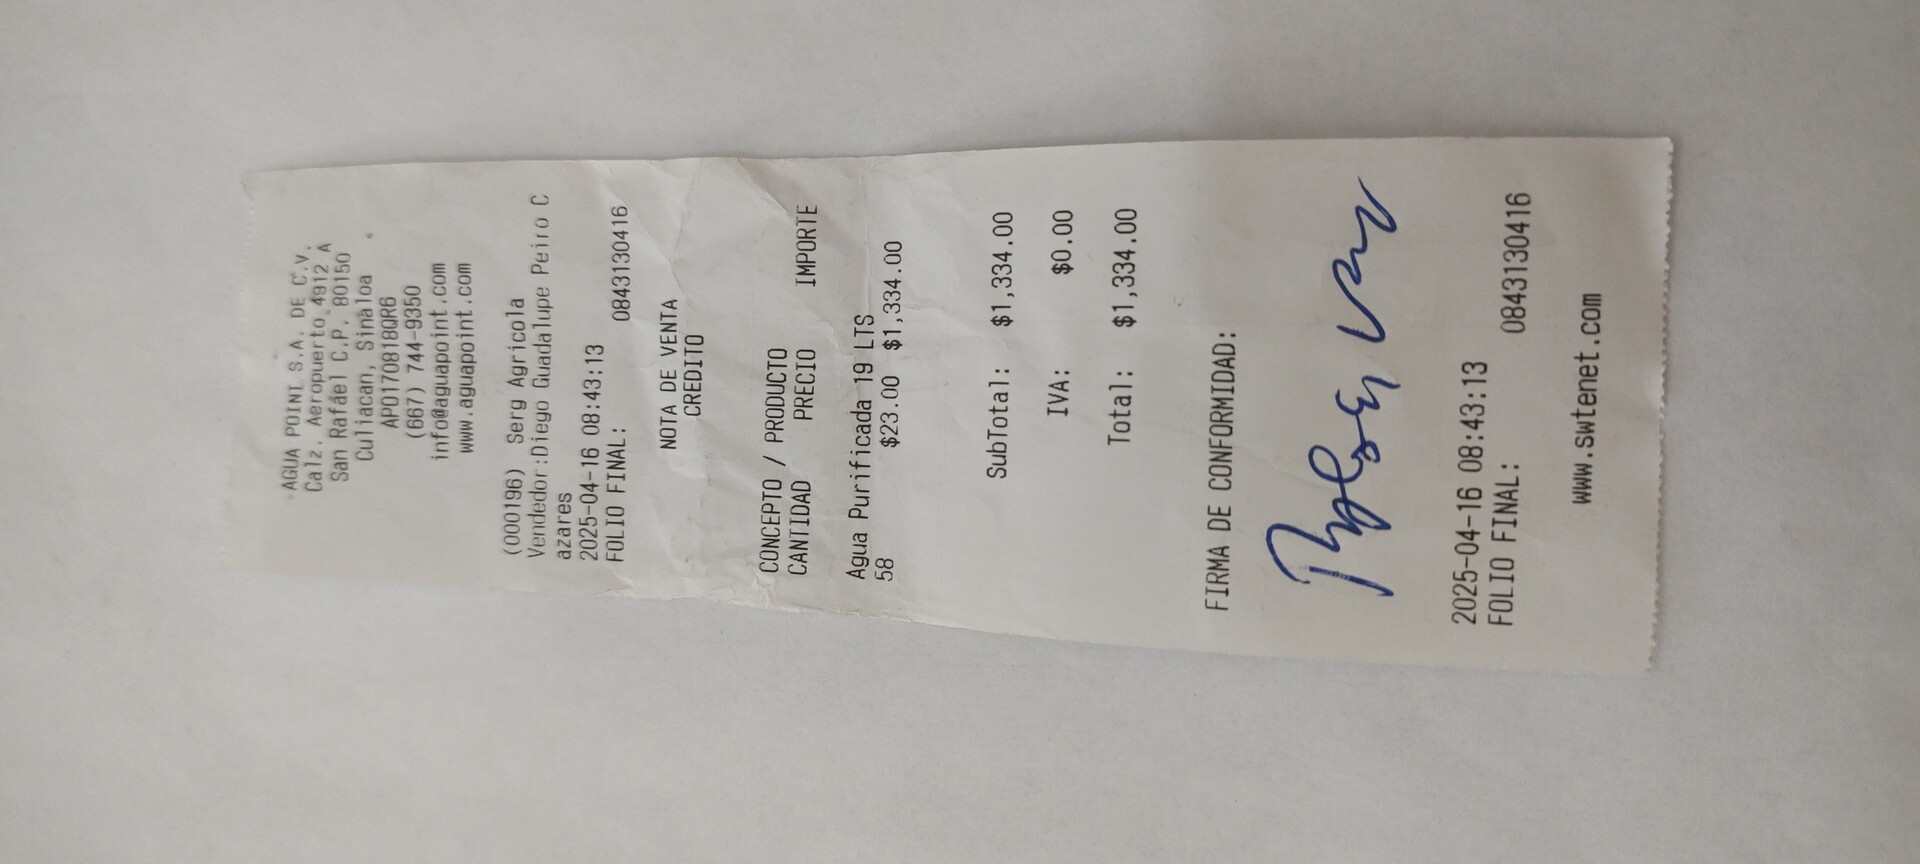 AGUA POINT S.A. DE C.V.
Calz. Aeropuerto 4912 A
San Rafael C.P. 80150
Culiacan, Sinaloa
APO170818QR6
(667) 744-9350
info@aguapoint.com
www.aguapoint.com
(000196) Serg Agricola
Vendedor:Diego Guadalupe Peiro C
azares
2025-04-16 08:43:13
FOLIO FINAL: 0843130416
NOTA DE VENTA
CREDITO
CONCEPTO / PRODUCTO
CANTIDAD PRECIO IMPORTE
Agua Purificada 19 LTS
58 $23.00 $1,334.00
SubTotal: $1,334.00
IVA: $0.00
Total: $1,334.00
FIRMA DE CONFORMIDAD:
2025-04-16 08:43:13
FOLIO FINAL: 0843130416
www.swtenet.com